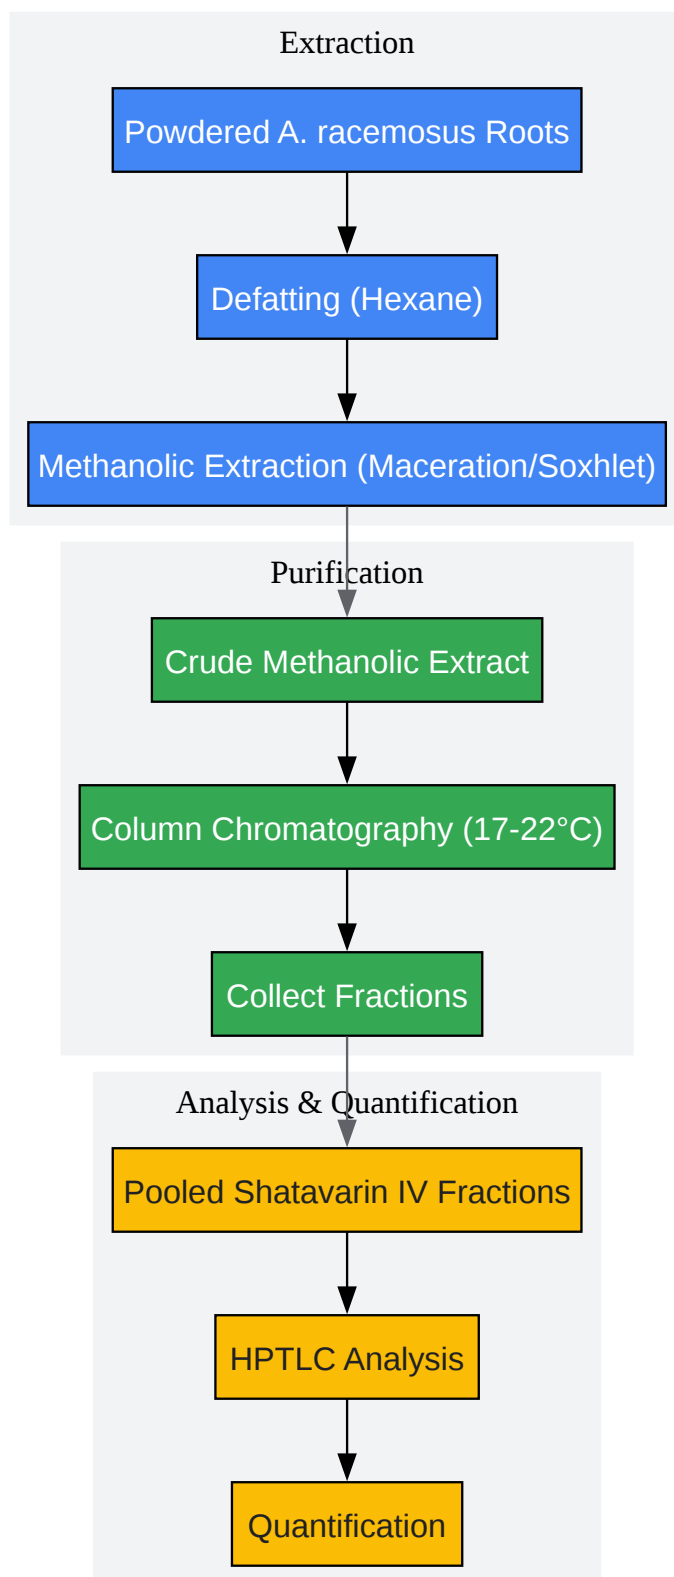 Extraction
Powdered A. racemosus Roots
Defatting (Hexane)
Methanolic Extraction (Maceration/Soxhlet)
Purification
Crude Methanolic Extract
Column Chromatography (17-22°C)
Collect Fractions
Analysis & Quantification
Pooled Shatavarin IV Fractions
HPTLC Analysis
Quantification